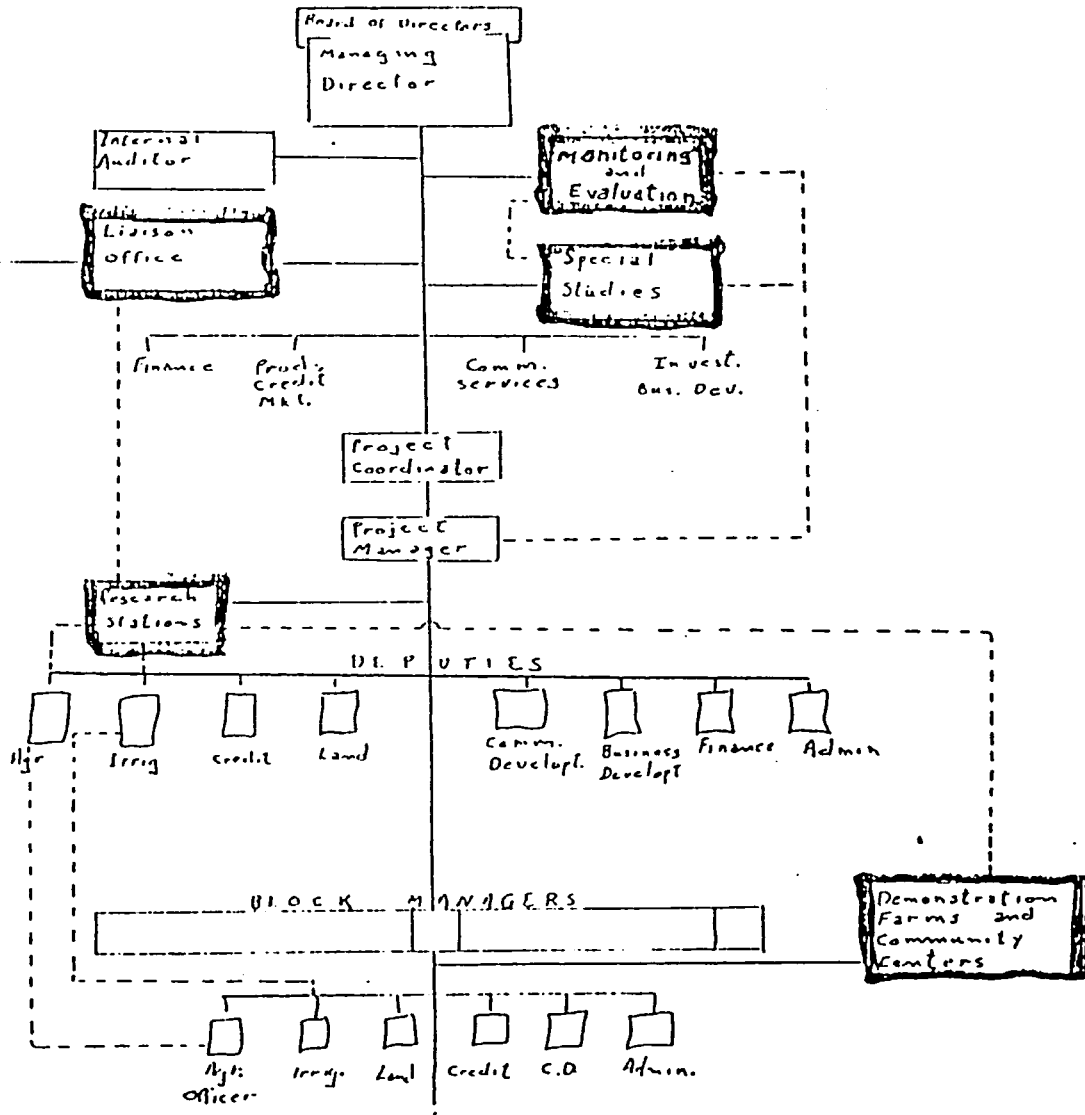 Board of Directors
Managing
Director
Internal
Auditor
Monitoring
and
Evaluation
Liaison
Office
Special
Studies
Finance
Prod.
Credit
Mkt.
Comm.
Services
Invest.
Bus. Dev.
Project
Coordinator
Project
Manager
Research
Stations
DEPUTIES
Agr
Irrig
Credit
Land
Comm.
Developt.
Business
Developt
Finance
Admin
BLOCK MANAGERS
Demonstration
Farms and
Community
Centers
Agr.
Officer
Irrig.
Land
Credit
C.D.
Admin.